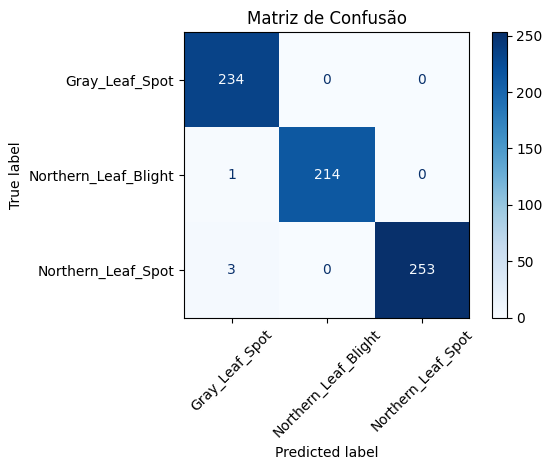 Matriz de Confusão
True label
Gray_Leaf_Spot
234 0 0
Northern_Leaf_Blight
1 214 0
Northern_Leaf_Spot
3 0 253
Gray_Leaf_Spot
Northern_Leaf_Blight
Northern_Leaf_Spot
Predicted label
250
200
150
100
50
0